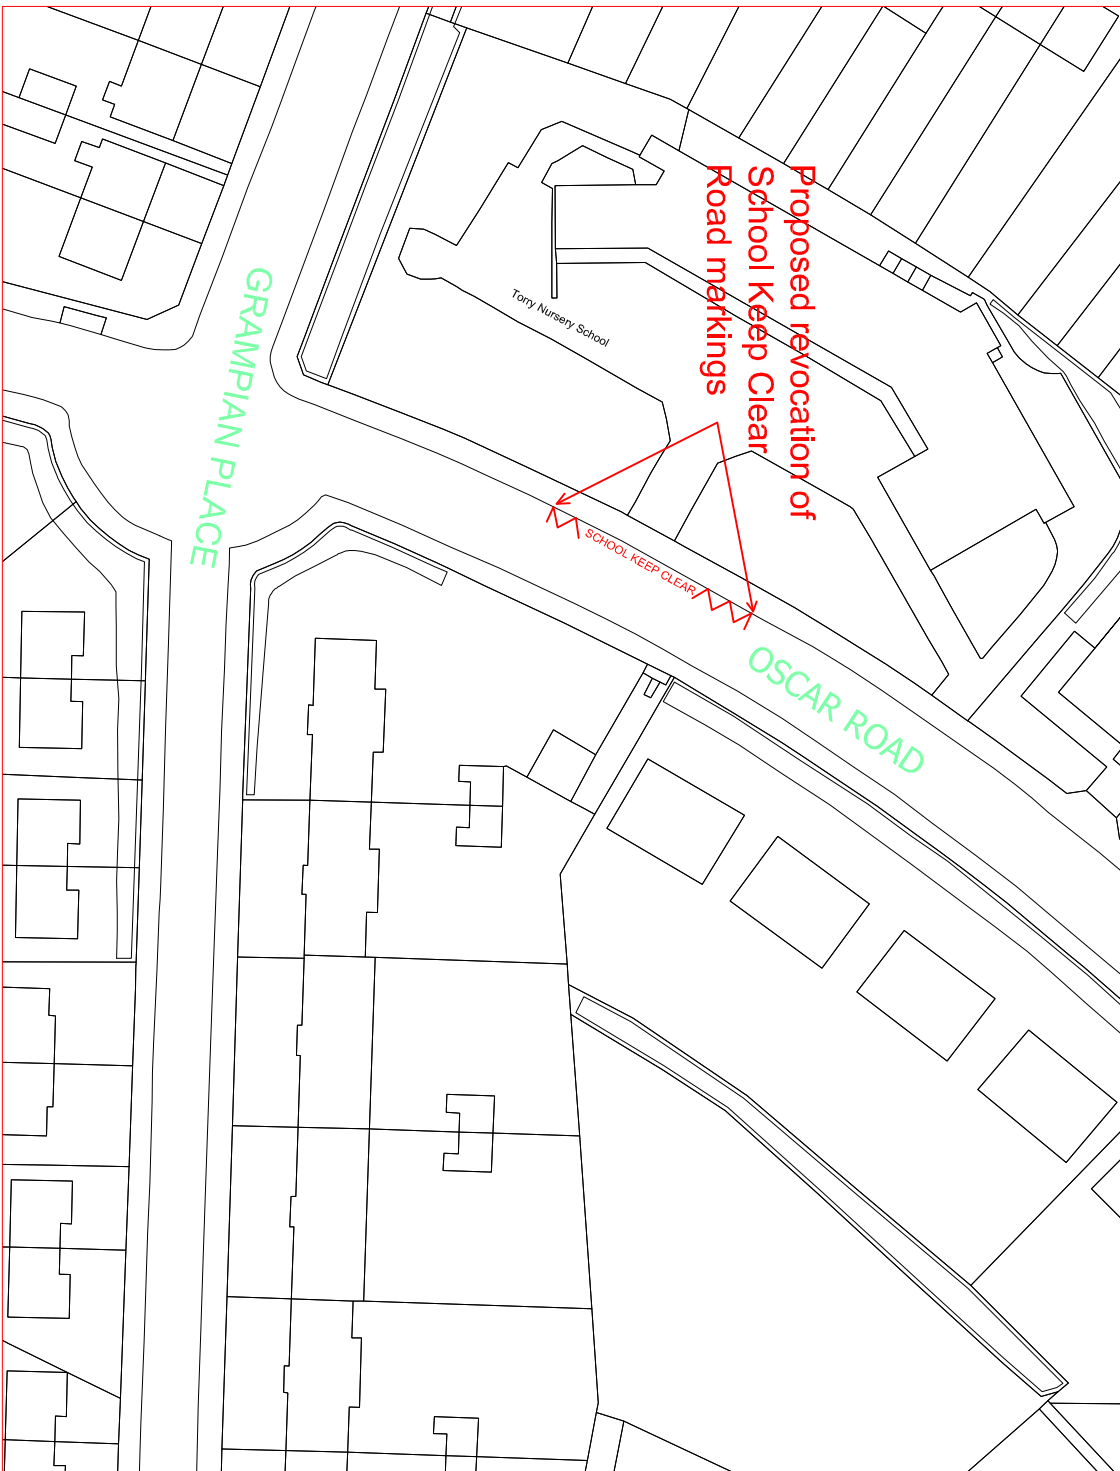 Proposed revocation of
School Keep Clear
Road markings
GRAMPIAN PLACE
Torry Nursery School
SCHOOL KEEP CLEAR
OSCAR ROAD